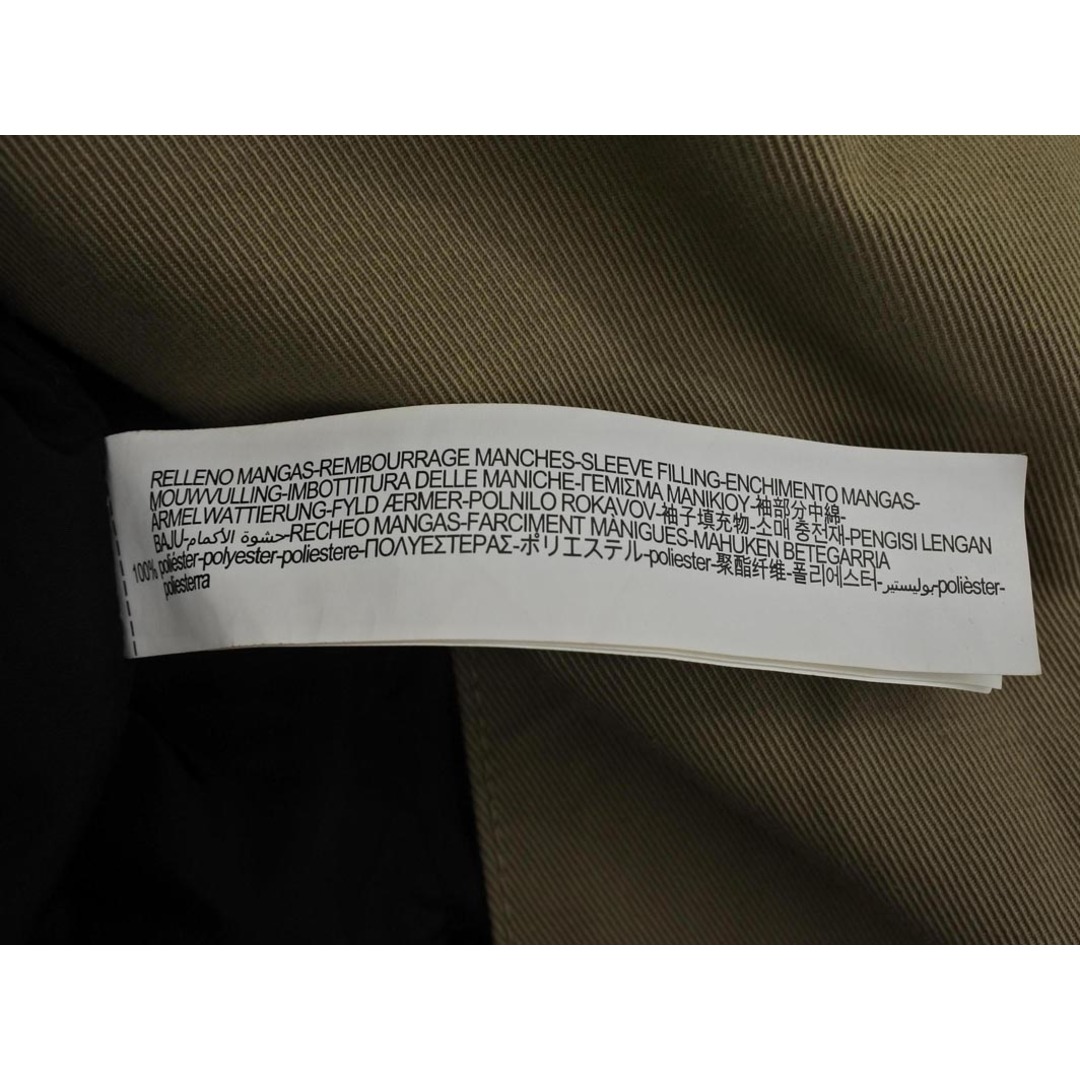 RELLENO MANGAS-REMBOURRAGE MANCHES-SLEEVE FILLING-ENCHIMENTO MANGAS-
MOUWVULLING-IMBOTTITURA DELLE MANICHE-ΓΕΜΙΣΜΑ ΜΑΝΙΚΙΟΥ-袖部分中綿-
ÄRMELWATTIERUNG-FYLD ÆRMER-POLNILO ROKAVOV-袖子填充物-소매 충전재-PENGISI LENGAN
BAJU-حشوة الأكمام-RECHEO MANGAS-FARCIMENT MÀNIGUES-MAHUKEN BETEGARRIA
100% poliéster-polyester-poliestere-ΠΟΛΥΕΣΤΕΡΑΣ-ポリエステル-poliester-聚酯纤维-폴리에스터-بوليستير-polièster-
poliesterra